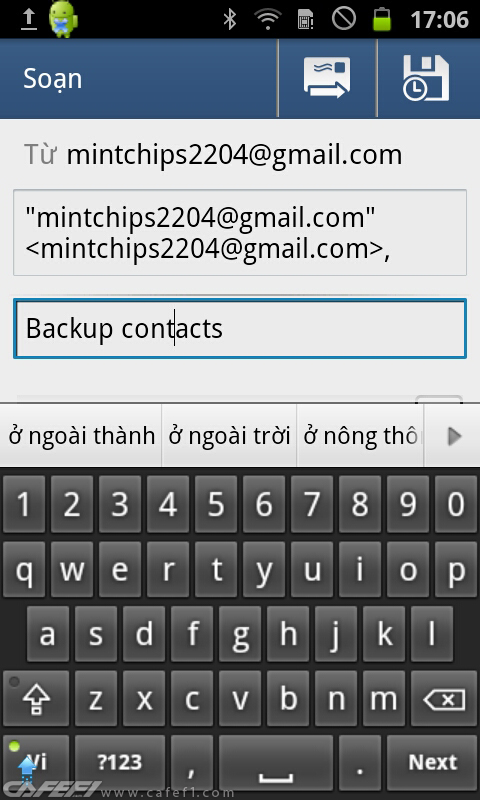 17:06
Soạn
Từ mintchips2204@gmail.com
"mintchips2204@gmail.com"
<mintchips2204@gmail.com>,
Backup contacts
ở ngoài thành ở ngoài trời ở nông thôn
1 2 3 4 5 6 7 8 9 0
q w e r t y u i o p
a s d f g h j k l
z x c v b n m
Vi ?123 , . Next
CAFEF1 www.cafef1.com